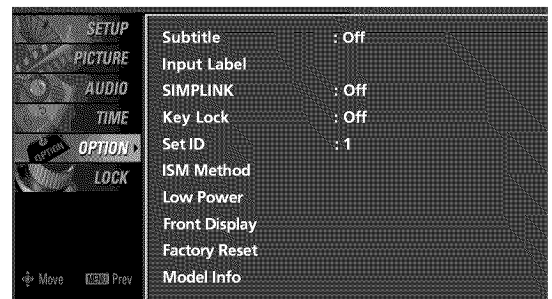 SETUP
PICTURE
AUDIO
TIME
OPTION
OPTION
LOCK
Move MENU Prev
Subtitle : Off
Input Label
SIMPLINK : Off
Key Lock : Off
Set ID : 1
ISM Method
Low Power
Front Display
Factory Reset
Model Info